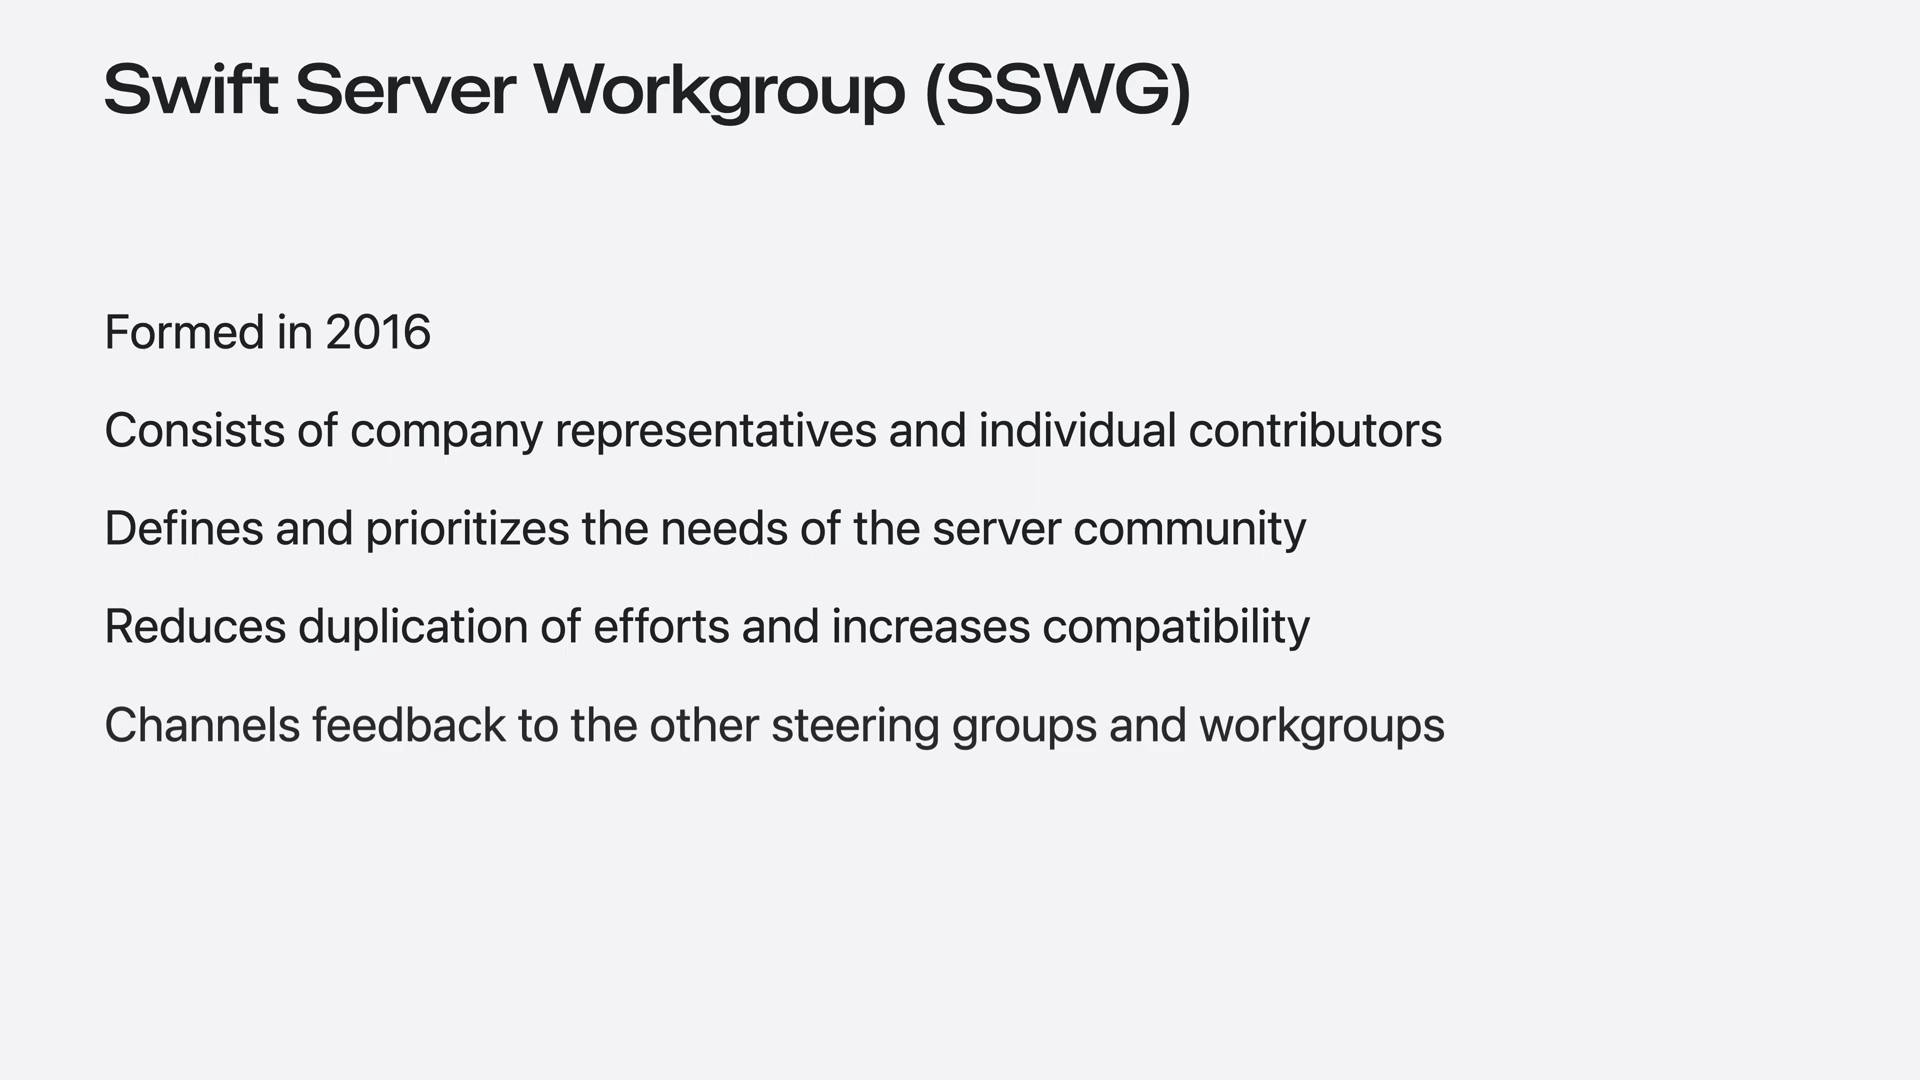 Swift Server Workgroup (SSWG)
Formed in 2016
Consists of company representatives and individual contributors
Defines and prioritizes the needs of the server community
Reduces duplication of efforts and increases compatibility
Channels feedback to the other steering groups and workgroups